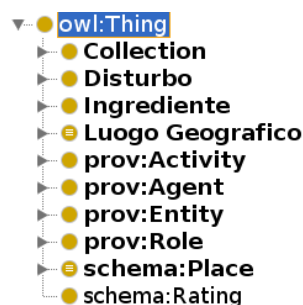 owl:Thing
Collection
Disturbo
Ingrediente
Luogo Geografico
prov:Activity
prov:Agent
prov:Entity
prov:Role
schema:Place
schema:Rating